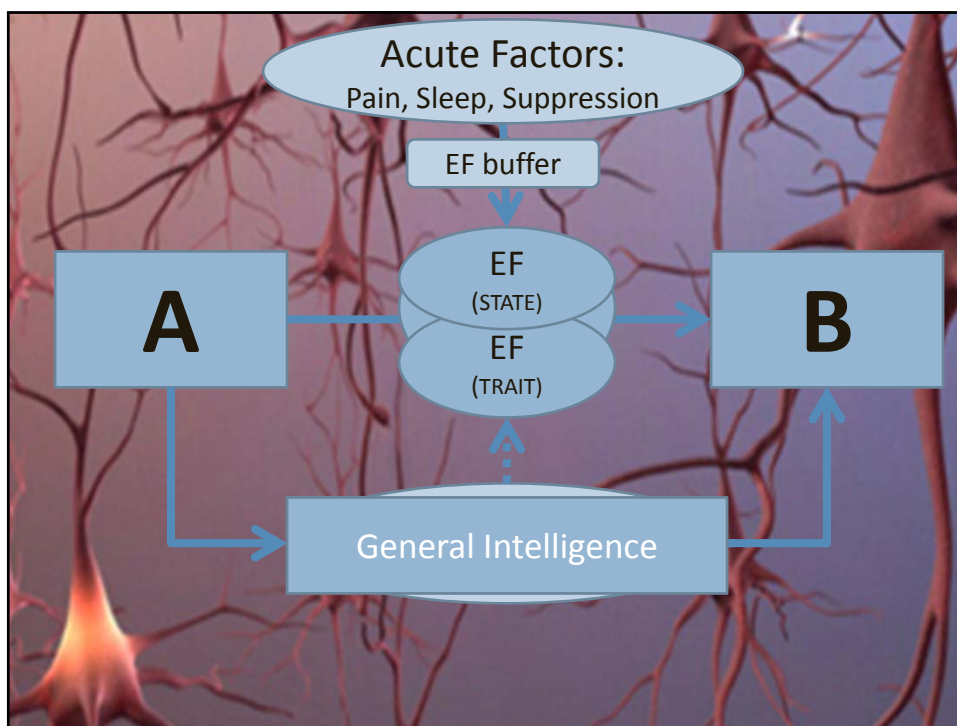 Acute Factors:
Pain, Sleep, Suppression
EF buffer
EF
(STATE)
A
B
EF
(TRAIT)
General Intelligence